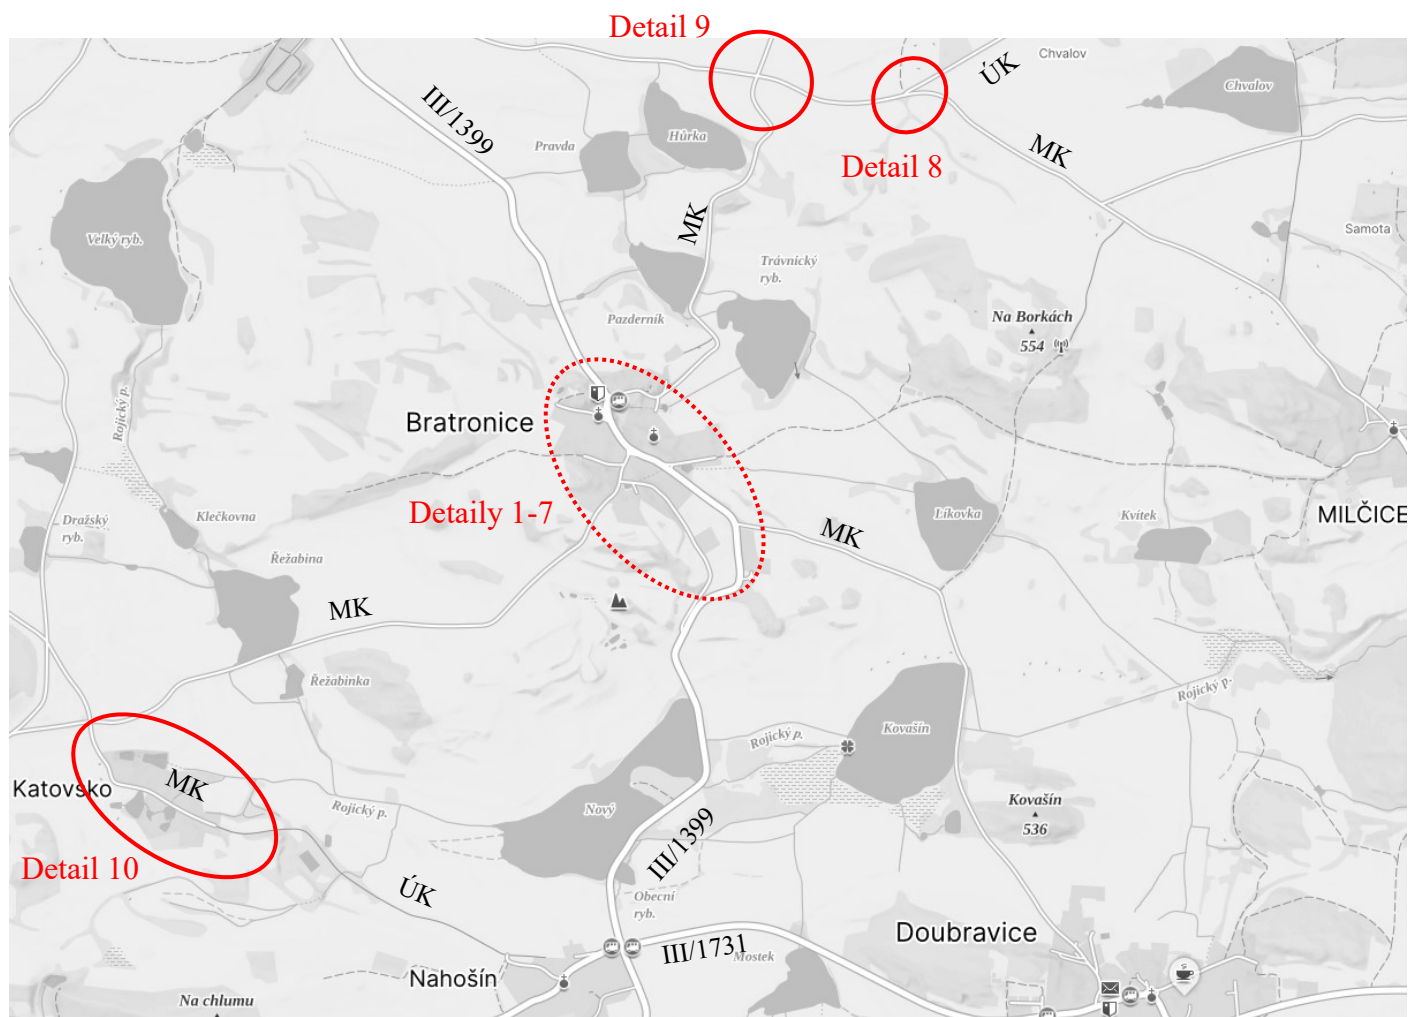 Detail 9
Chvalov
ÚK
Chvalov
III/1399
Hůrka
Pravda
Detail 8
MK
MK
Velký ryb.
Samota
Trávnický
ryb.
Na Borkách
554
Pazderník
Rojický p.
Bratronice
Detaily 1-7
Klečkovna
Dražský
ryb.
Líkovka
Kvítek
MILČICE
MK
Řežabina
MK
Řežabinka
Rojický p.
Kovašín
Rojický p.
MK
Katovsko
Nový
Rojický p.
Kovašín
536
III/1399
Detail 10
ÚK
Obecní
ryb.
Doubravice
III/1731
Mostek
Nahošín
Na chlumu